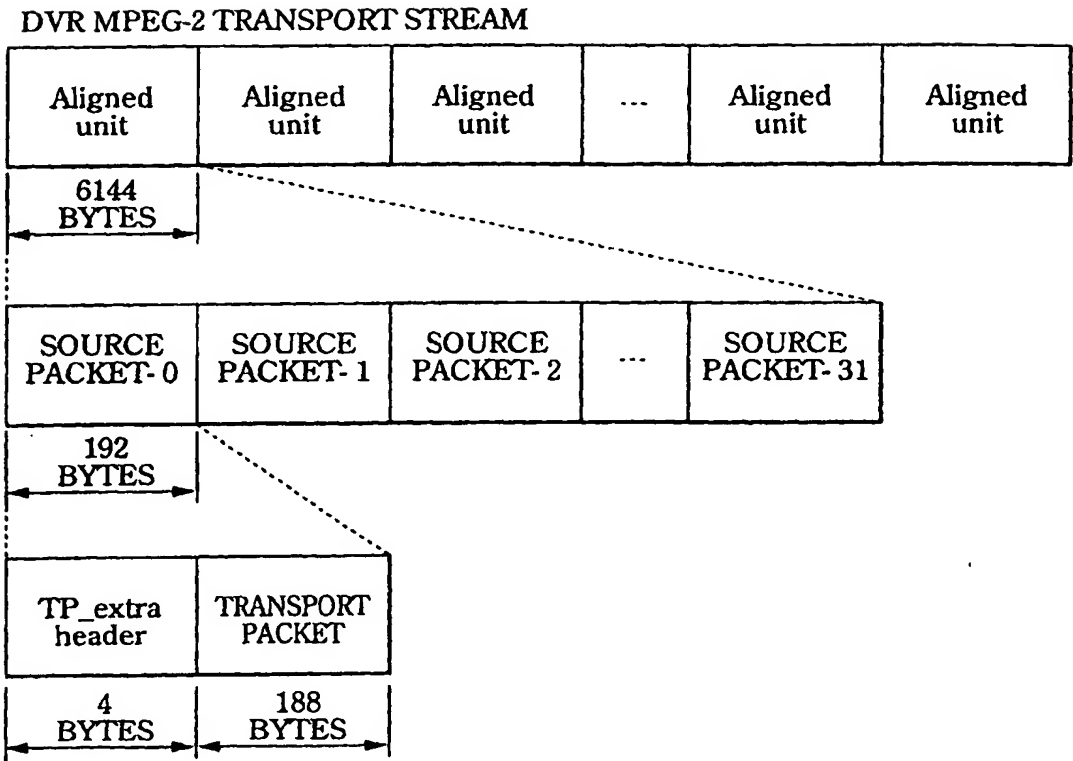 DVR MPEG-2 TRANSPORT STREAM
Aligned unit
Aligned unit
Aligned unit
...
Aligned unit
Aligned unit
6144 BYTES
SOURCE PACKET- 0
SOURCE PACKET- 1
SOURCE PACKET- 2
...
SOURCE PACKET- 31
192 BYTES
TP_extra header
TRANSPORT PACKET
4 BYTES
188 BYTES